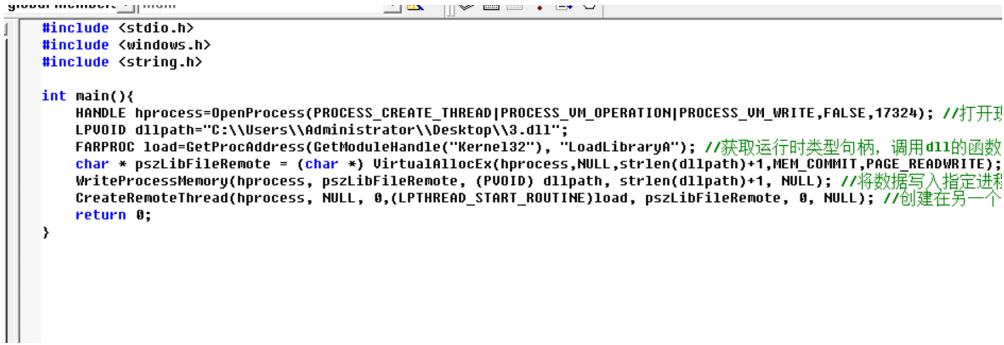 #include <stdio.h>
#include <windows.h>
#include <string.h>
int main(){
HANDLE hprocess=OpenProcess(PROCESS_CREATE_THREAD|PROCESS_VM_OPERATION|PROCESS_VM_WRITE,FALSE,17324); //打开现
LPVOID dllpath="C:\\Users\\Administrator\\Desktop\\3.dll";
FARPROC load=GetProcAddress(GetModuleHandle("Kernel32"), "LoadLibraryA"); //获取运行时类型句柄，调用dll的函数
char * pszLibFileRemote = (char *) VirtualAllocEx(hprocess,NULL,strlen(dllpath)+1,MEM_COMMIT,PAGE_READWRITE);
WriteProcessMemory(hprocess, pszLibFileRemote, (PVOID) dllpath, strlen(dllpath)+1, NULL); //将数据写入指定进程
CreateRemoteThread(hprocess, NULL, 0,(LPTHREAD_START_ROUTINE)load, pszLibFileRemote, 0, NULL); //创建在另一个
return 0;
}